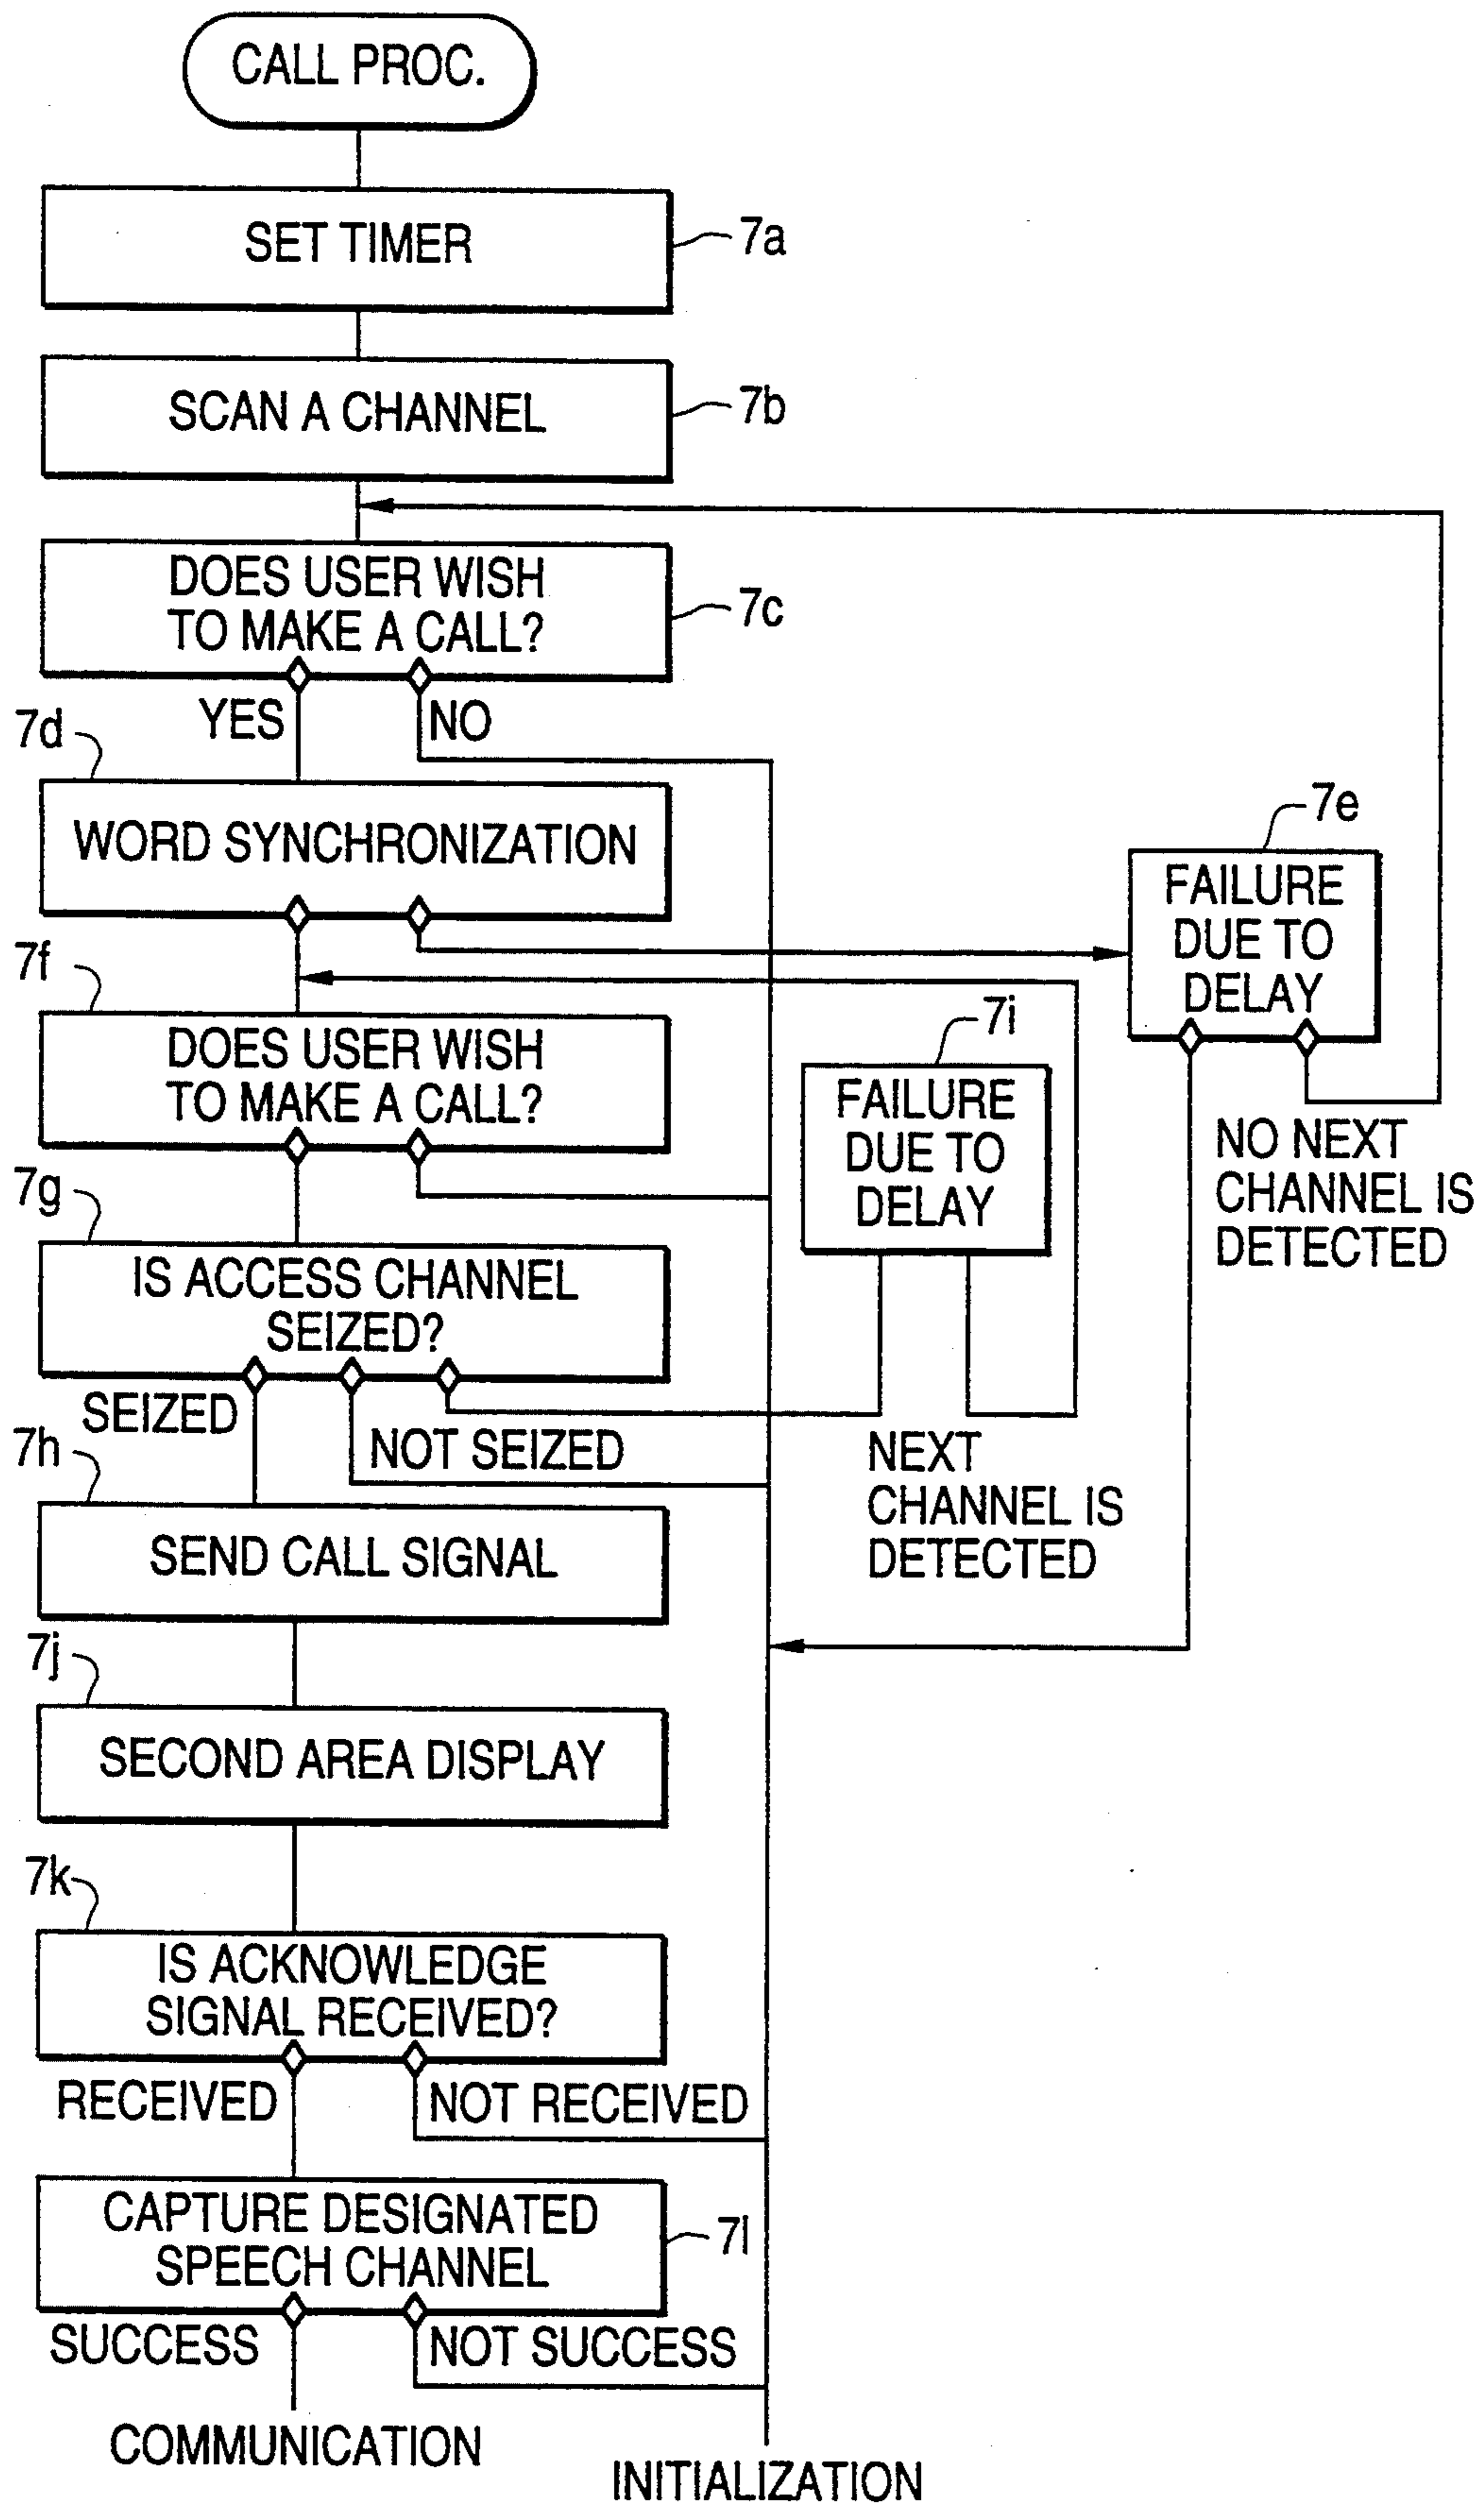 CALL PROC.
SET TIMER
7a
SCAN A CHANNEL
7b
DOES USER WISH
TO MAKE A CALL?
7c
YES
NO
7d
WORD SYNCHRONIZATION
7e
FAILURE
DUE TO
DELAY
NO NEXT
CHANNEL IS
DETECTED
7f
DOES USER WISH
TO MAKE A CALL?
7i
FAILURE
DUE TO
DELAY
NEXT
CHANNEL IS
DETECTED
7g
IS ACCESS CHANNEL
SEIZED?
SEIZED
NOT SEIZED
7h
SEND CALL SIGNAL
7j
SECOND AREA DISPLAY
7k
IS ACKNOWLEDGE
SIGNAL RECEIVED?
RECEIVED
NOT RECEIVED
CAPTURE DESIGNATED
SPEECH CHANNEL
7l
SUCCESS
NOT SUCCESS
COMMUNICATION
INITIALIZATION